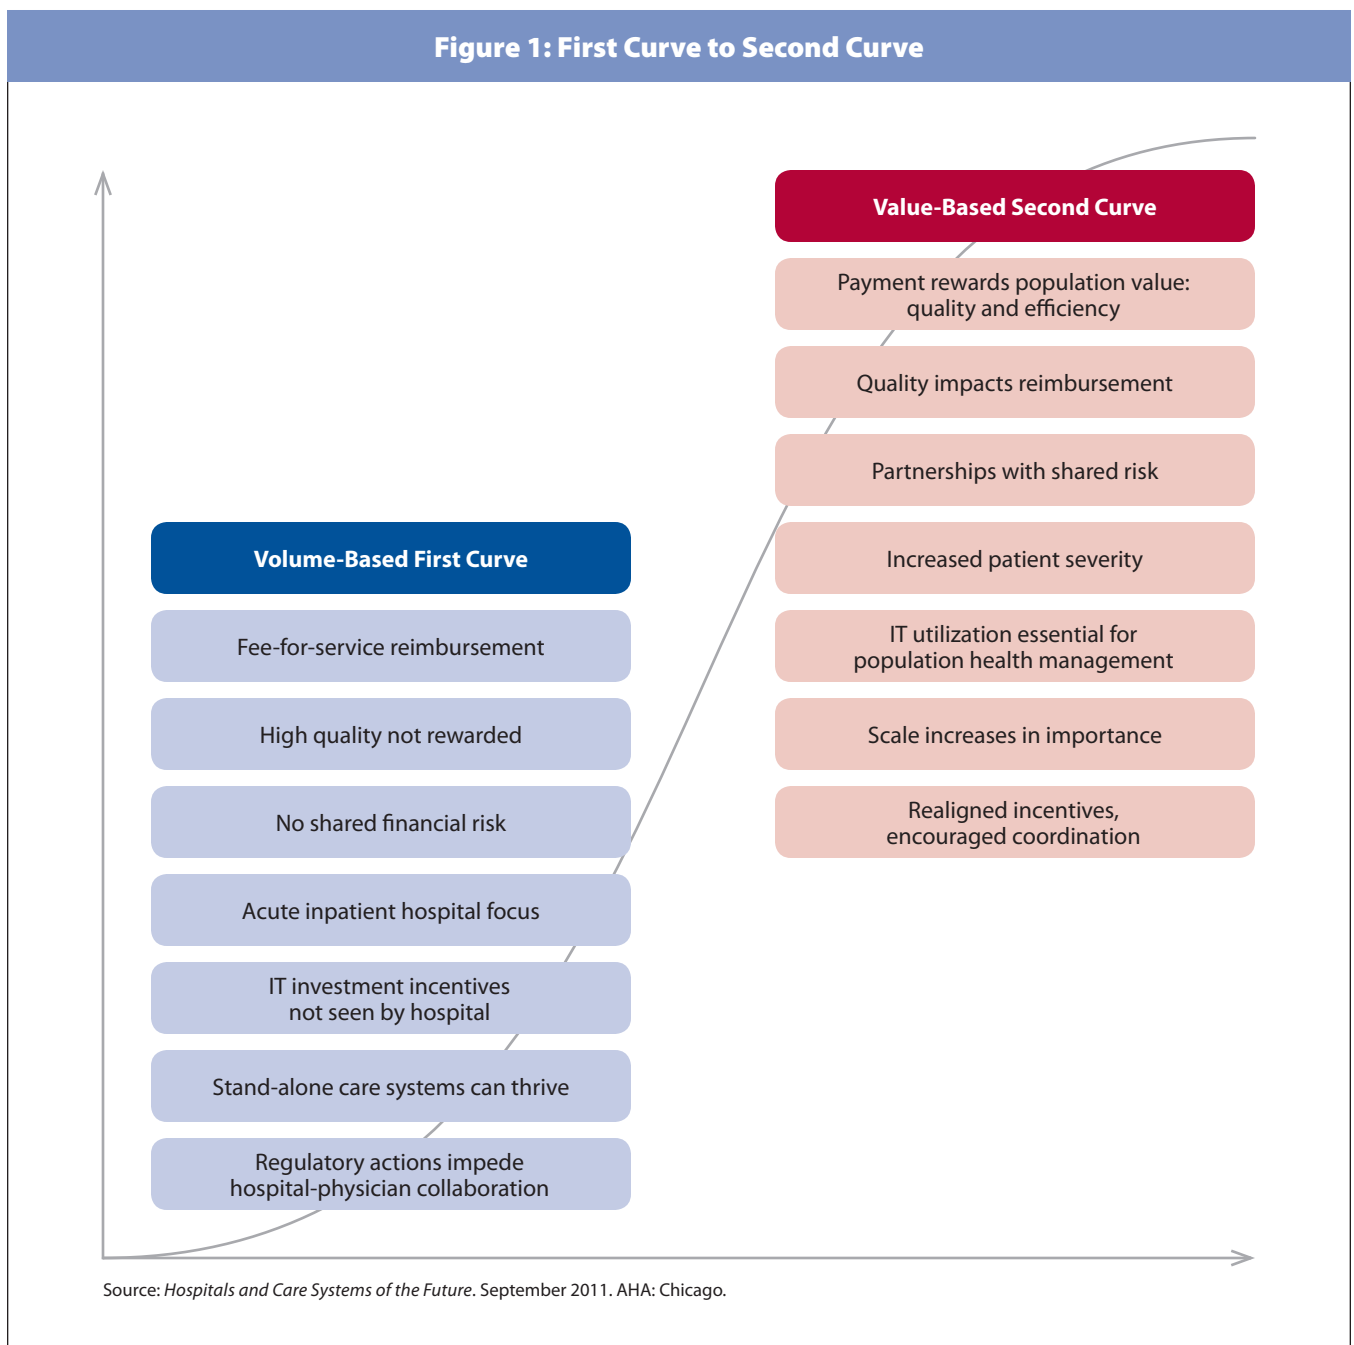 Figure 1: First Curve to Second Curve
Value-Based Second Curve
Payment rewards population value:
quality and efficiency
Quality impacts reimbursement
Partnerships with shared risk
Increased patient severity
IT utilization essential for
population health management
Scale increases in importance
Realigned incentives,
encouraged coordination
Volume-Based First Curve
Fee-for-service reimbursement
High quality not rewarded
No shared financial risk
Acute inpatient hospital focus
IT investment incentives
not seen by hospital
Stand-alone care systems can thrive
Regulatory actions impede
hospital-physician collaboration
Source: Hospitals and Care Systems of the Future. September 2011. AHA: Chicago.